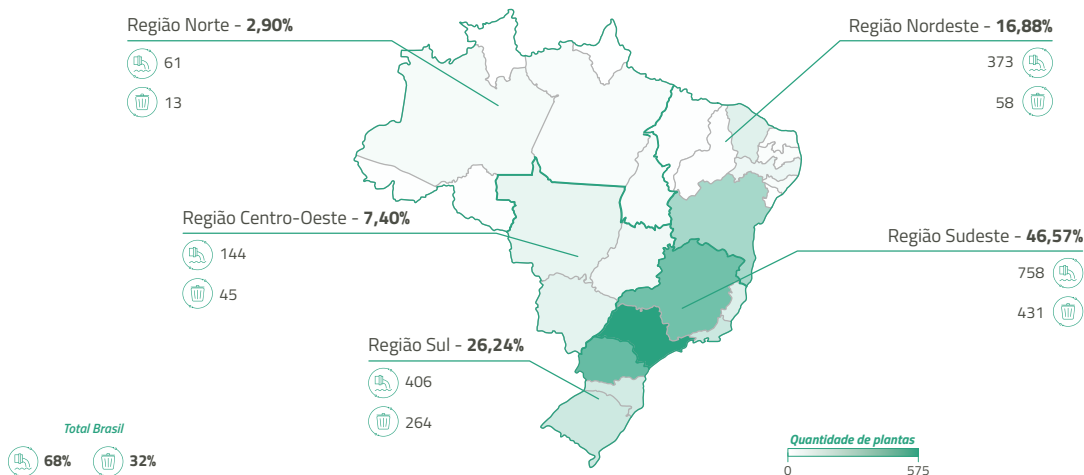 Região Norte - 2,90%
61
13
Região Nordeste - 16,88%
373
58
Região Centro-Oeste - 7,40%
144
45
Região Sudeste - 46,57%
758
431
Região Sul - 26,24%
406
264
Total Brasil
68% 32%
Quantidade de plantas
0 575